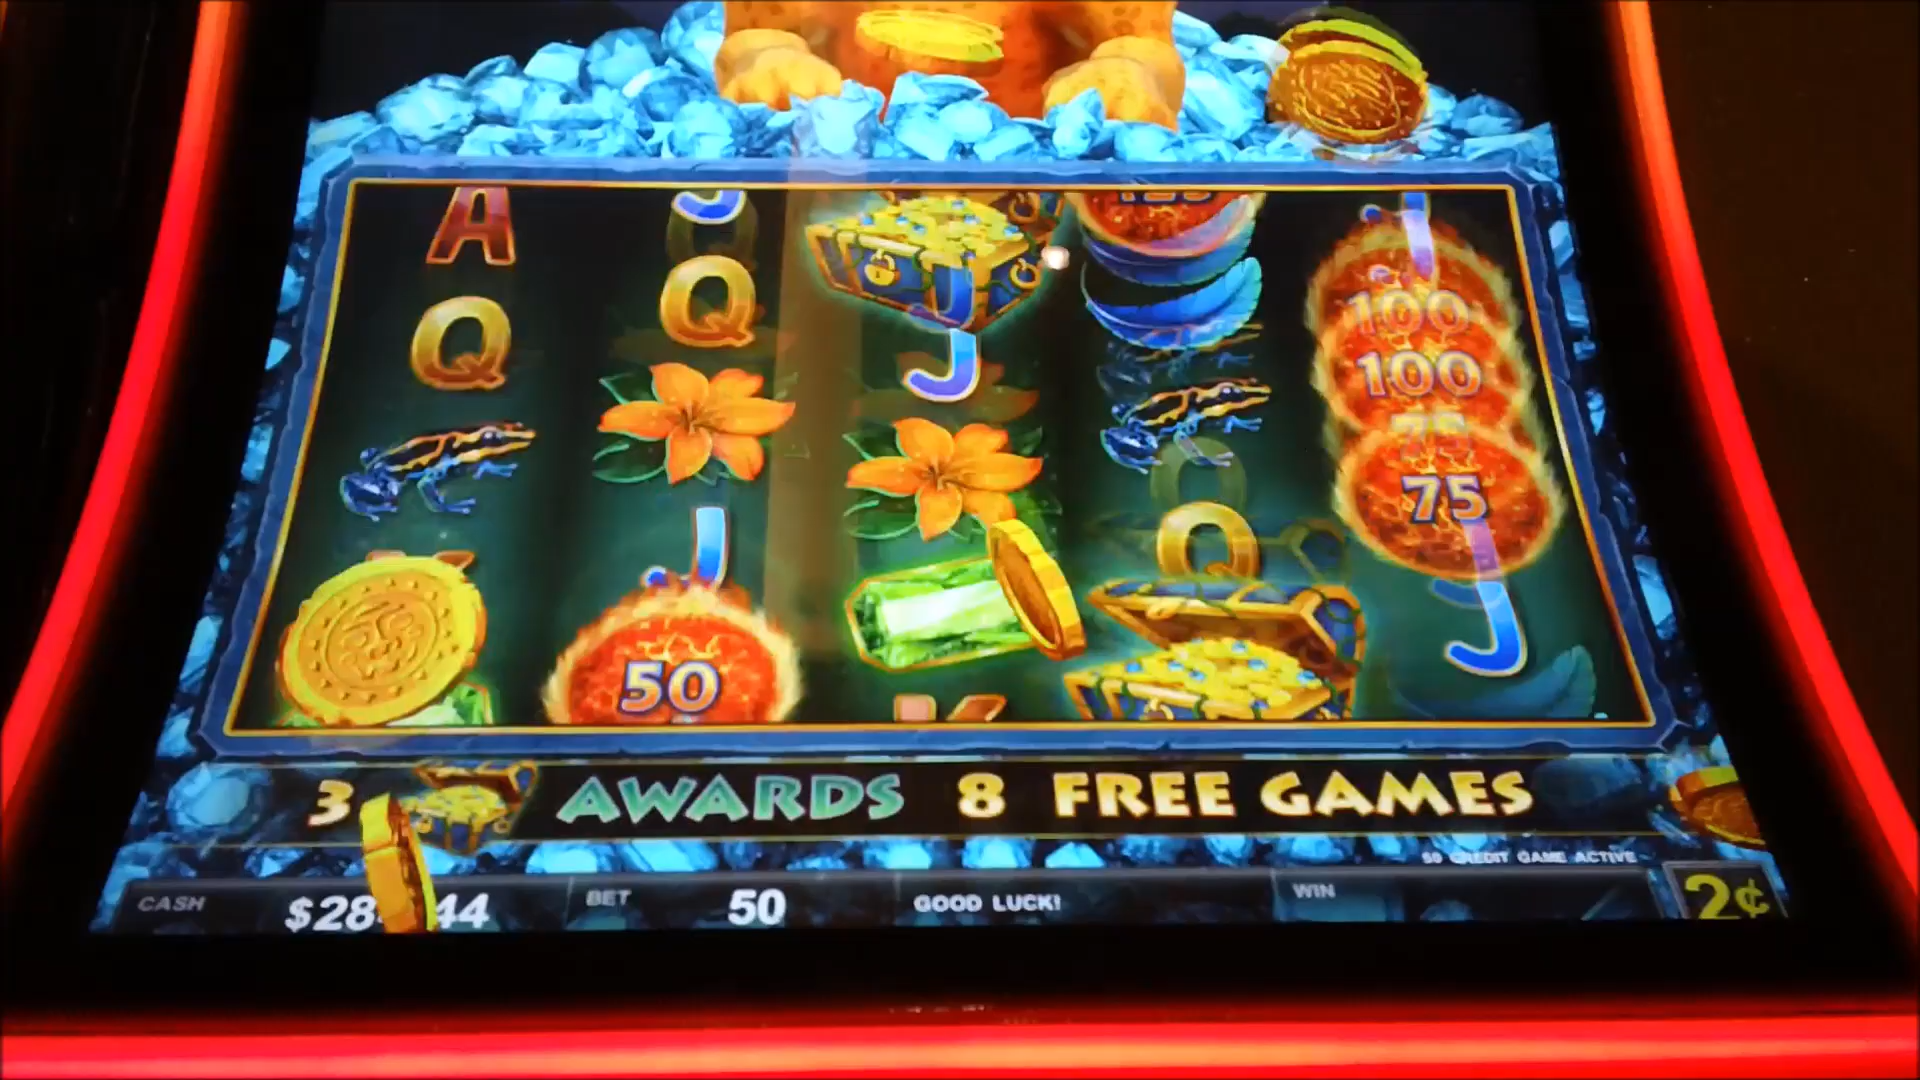 A
Q
Q
J
J
100
100
75
J
Q
50
J
3 AWARDS 8 FREE GAMES
50 CREDIT GAME ACTIVE
CASH BET 50 GOOD LUCK! WIN 2¢